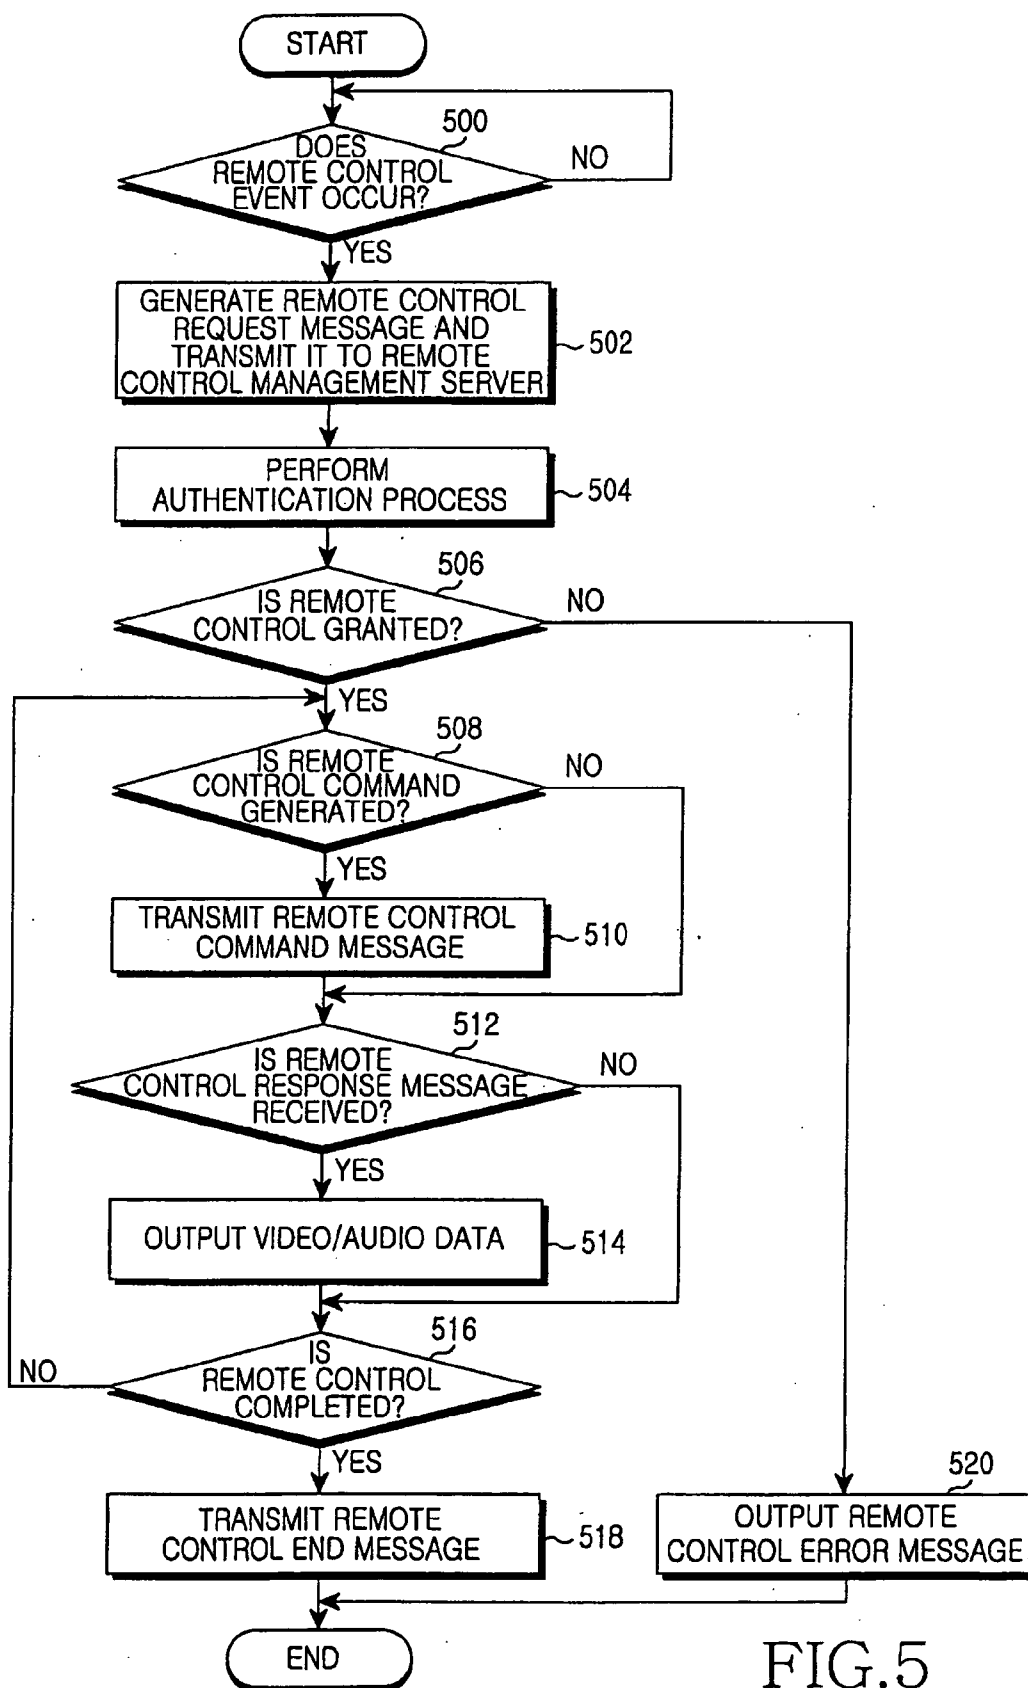 START
500
DOES
REMOTE CONTROL
EVENT OCCUR?
NO
YES
GENERATE REMOTE CONTROL
REQUEST MESSAGE AND
TRANSMIT IT TO REMOTE
CONTROL MANAGEMENT SERVER
502
PERFORM
AUTHENTICATION PROCESS
504
506
IS REMOTE
CONTROL GRANTED?
NO
YES
508
IS REMOTE
CONTROL COMMAND
GENERATED?
NO
YES
TRANSMIT REMOTE CONTROL
COMMAND MESSAGE
510
512
IS REMOTE
CONTROL RESPONSE MESSAGE
RECEIVED?
NO
YES
OUTPUT VIDEO/AUDIO DATA
514
516
IS
REMOTE CONTROL
COMPLETED?
NO
YES
TRANSMIT REMOTE
CONTROL END MESSAGE
518
520
OUTPUT REMOTE
CONTROL ERROR MESSAGE
END
FIG.5